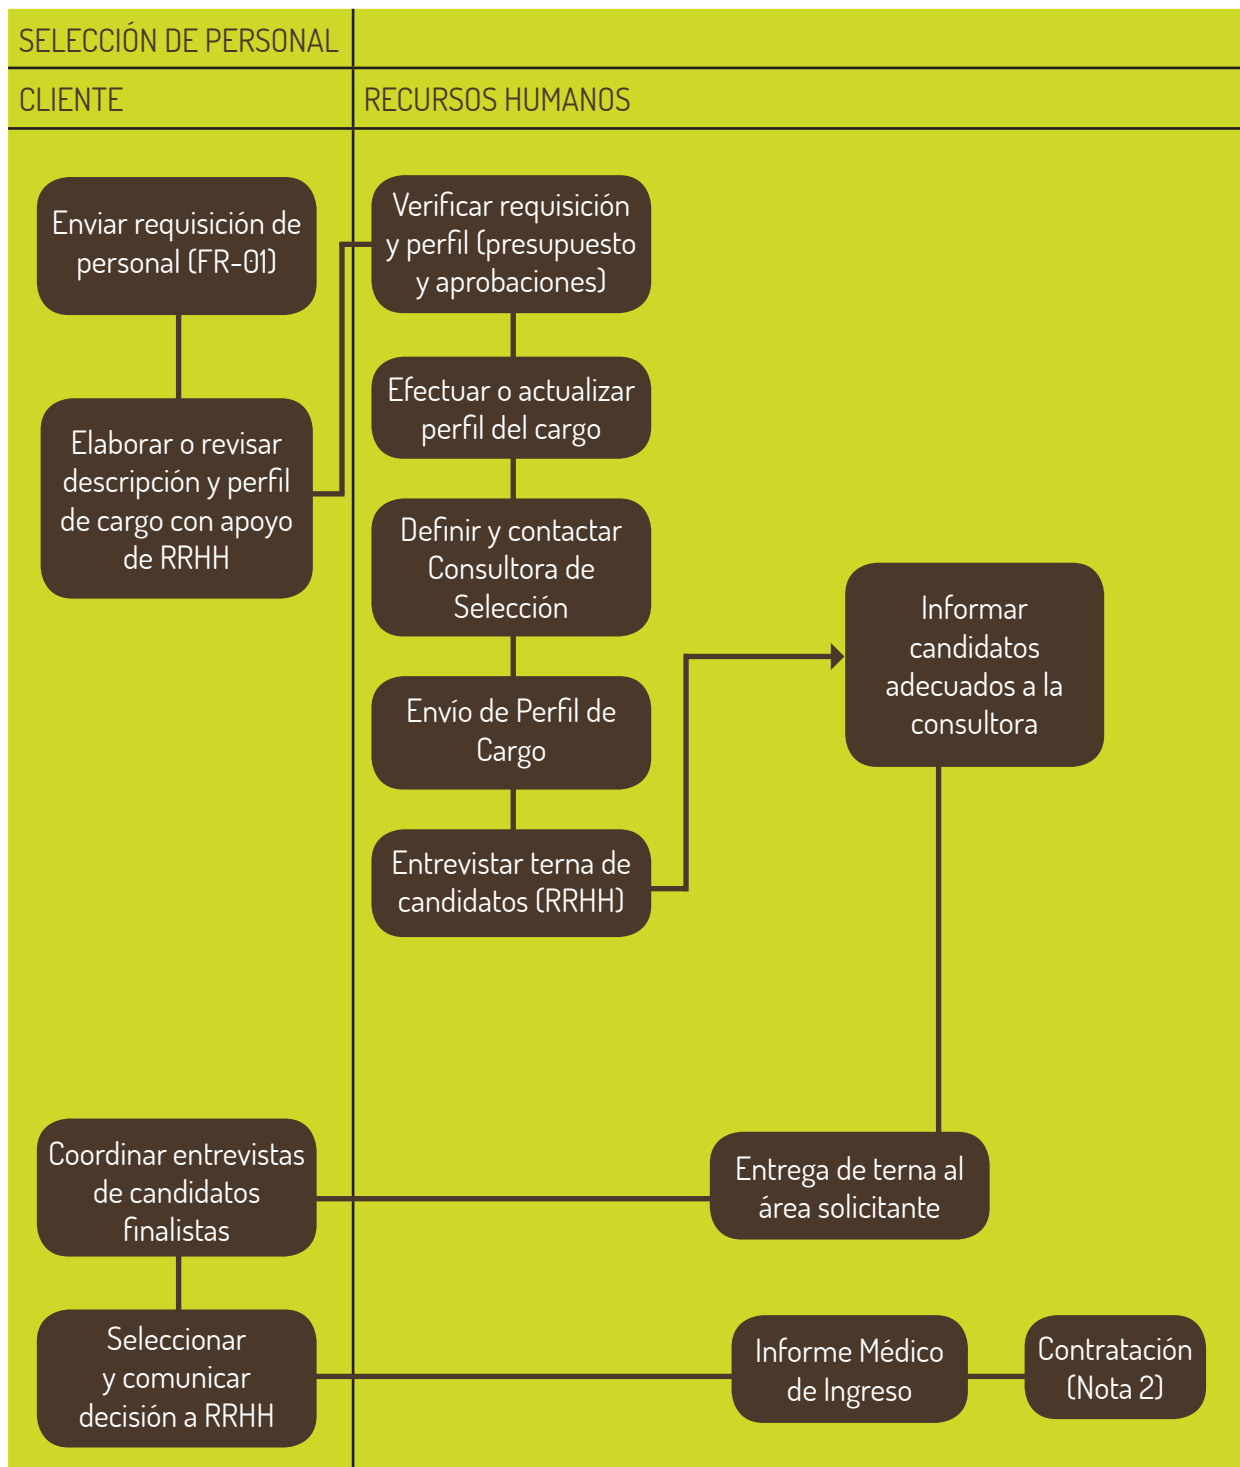 SELECCIÓN DE PERSONAL
CLIENTE
RECURSOS HUMANOS
Enviar requisición de
personal (FR-01)
Elaborar o revisar
descripción y perfil
de cargo con apoyo
de RRHH
Verificar requisición
y perfil (presupuesto
y aprobaciones)
Efectuar o actualizar
perfil del cargo
Definir y contactar
Consultora de
Selección
Envío de Perfil de
Cargo
Entrevistar terna de
candidatos (RRHH)
Informar
candidatos
adecuados a la
consultora
Entrega de terna al
área solicitante
Coordinar entrevistas
de candidatos
finalistas
Seleccionar
y comunicar
decisión a RRHH
Informe Médico
de Ingreso
Contratación
(Nota 2)